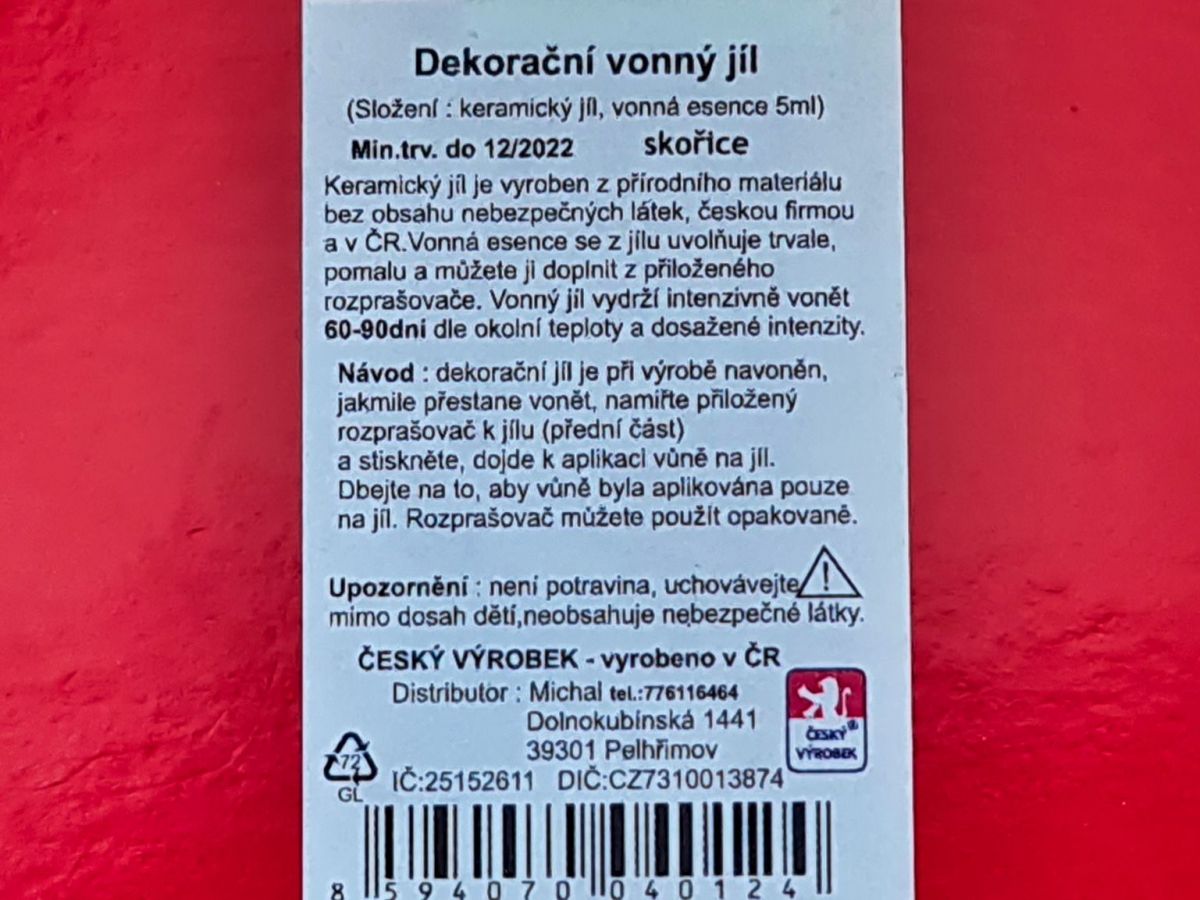 Dekorační vonný jíl
(Složení : keramický jíl, vonná esence 5ml)
Min.trv. do 12/2022 skořice
Keramický jíl je vyroben z přírodního materiálu
bez obsahu nebezpečných látek, českou firmou
a v ČR.Vonná esence se z jílu uvolňuje trvale,
pomalu a můžete ji doplnit z přiloženého
rozprašovače. Vonný jíl vydrží intenzivně vonět
60-90dni dle okolní teploty a dosažené intenzity.
Návod : dekorační jíl je při výrobě navoněn,
jakmile přestane vonět, namiřte přiložený
rozprašovač k jílu (přední část)
a stiskněte, dojde k aplikaci vůně na jíl.
Dbejte na to, aby vůně byla aplikována pouze
na jíl. Rozprašovač můžete použít opakovaně.
Upozornění : není potravina, uchovávejte
mimo dosah dětí,neobsahuje nebezpečné látky.
ČESKÝ VÝROBEK - vyrobeno v ČR
Distributor : Michal tel.:776116464
Dolnokubínská 1441
39301 Pelhřimov
IČ:25152611 DIČ:CZ7310013874
ČESKÝ®
VÝROBEK
72
GL
8 594070 040124